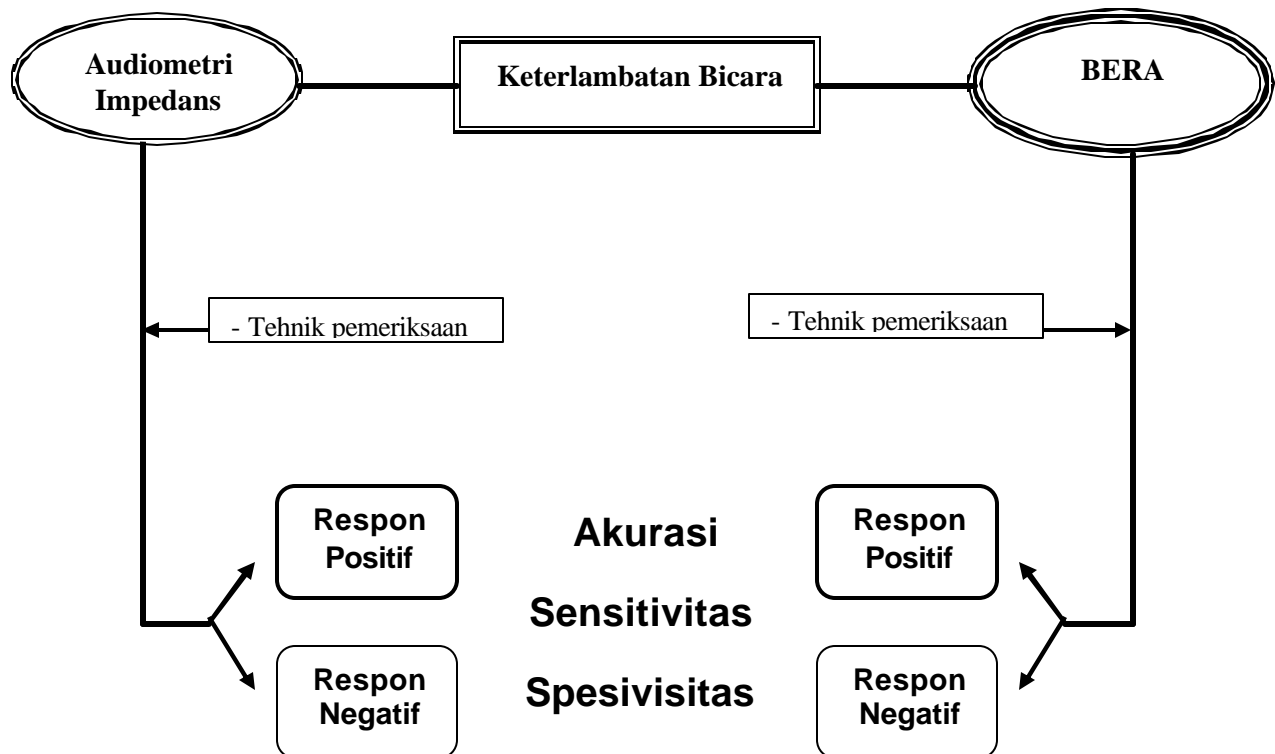 Audiometri
Impedans
Keterlambatan Bicara
BERA
- Tehnik pemeriksaan
- Tehnik pemeriksaan
Respon
Positif
Akurasi
Respon
Positif
Sensitivitas
Respon
Negatif
Spesivisitas
Respon
Negatif